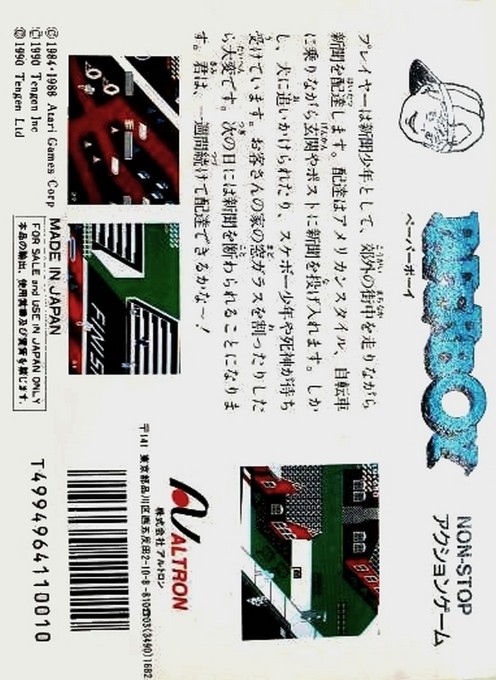 PAPERBOY
ペーパーボーイ
NON-STOP
アクションゲーム
プレイヤーは新聞少年として、郊外の街中を走りながら
新聞を配達します。配達はアメリカンスタイル、自転車
に乗りながら玄関やポストに新聞を投げ入れます。しか
し、犬に追いかけられたり、スケボー少年や死神が待ち
受けています。お客さんの家の窓ガラスを割ったりした
ら大変です。次の日には新聞を断わられることになりま
す。君は、一週間続けて配達できるかな〜!
FINIS
© 1984・1988 Atari Games Corp
© 1990 Tengen Inc
© 1990 Tengen Ltd
MADE IN JAPAN
FOR SALE and USE IN JAPAN ONLY
本品の輸出、使用営業及び賃貸を禁じます。
ALTRON
株式会社 アルトロン
〒141 東京都品川区西五反田2-10-8-810 ☎03(3490)1682
T4994964110010